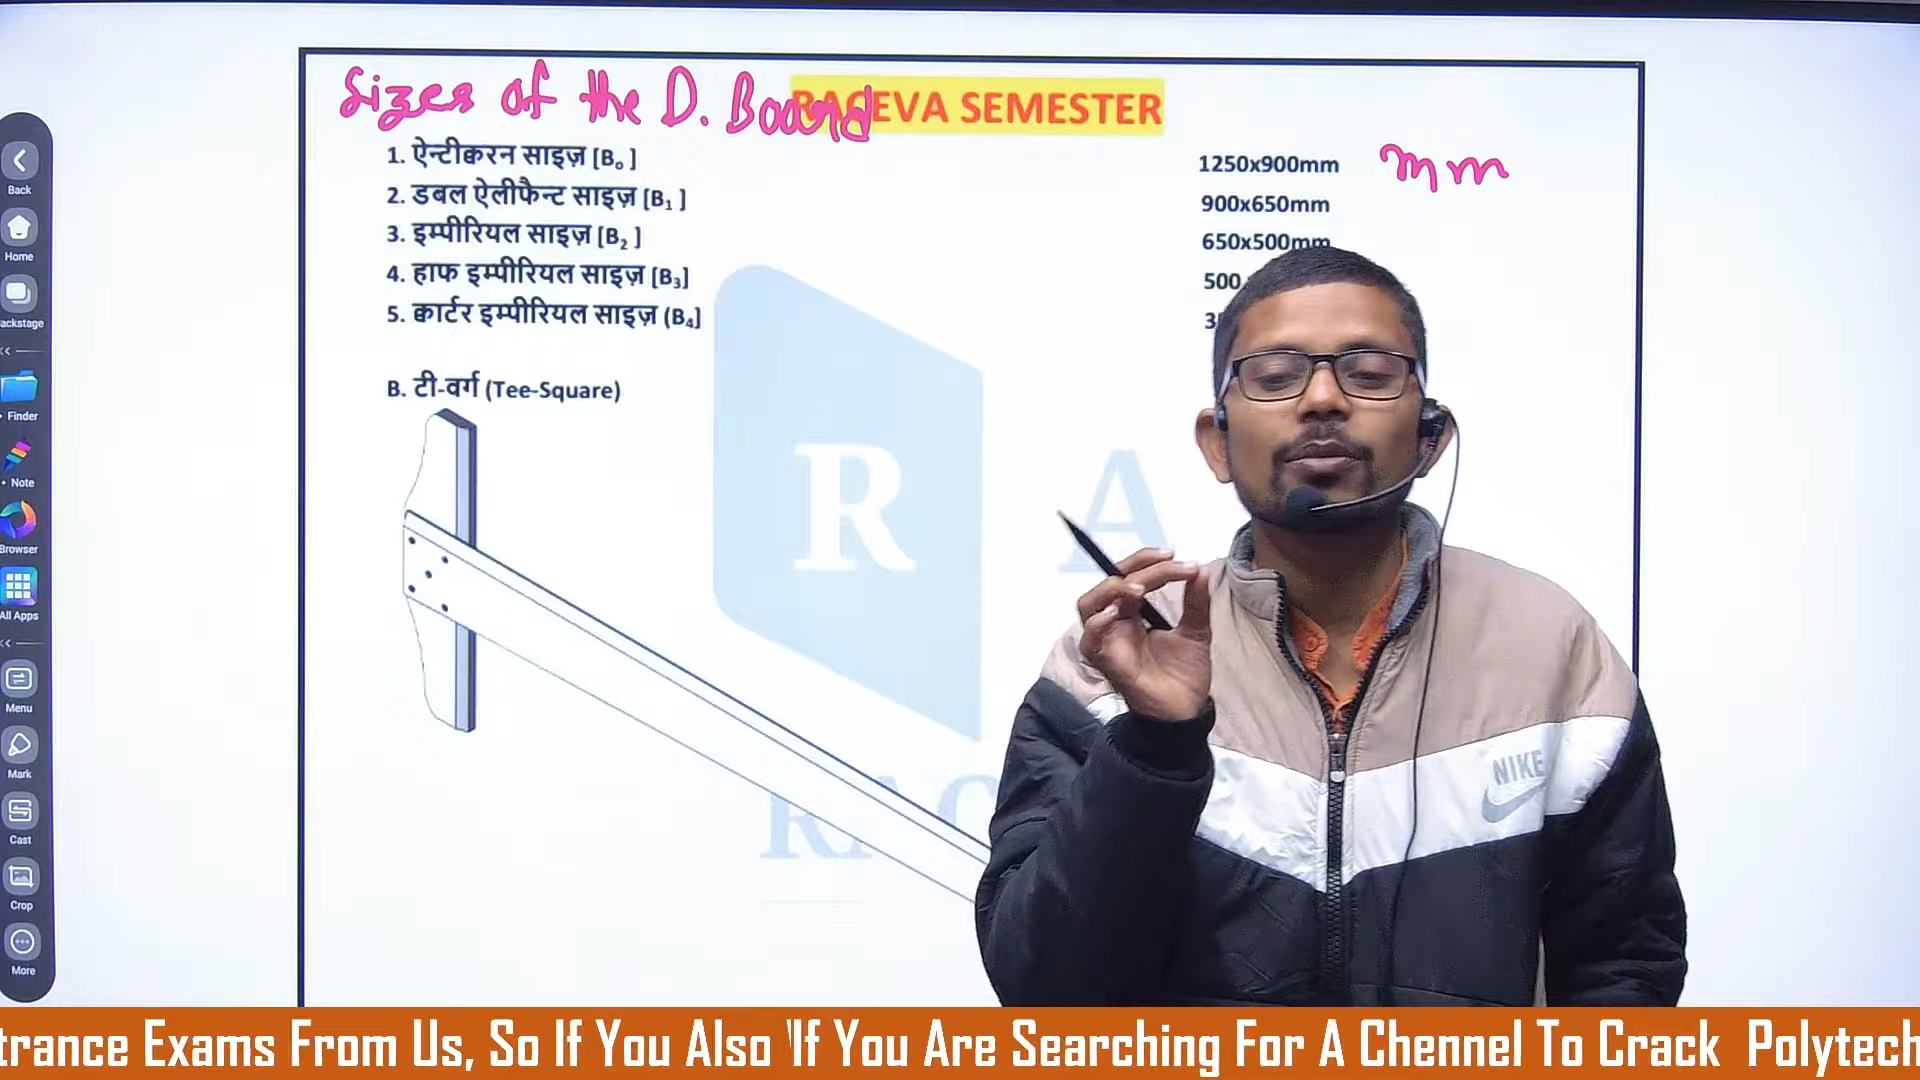 Sizes of the D. Board
RACEVA SEMESTER
1. ऐन्टीक्वरन साइज़ [B₀ ] 1250x900mm mm
2. डबल ऐलीफैन्ट साइज़ [B₁ ] 900x650mm
3. इम्पीरियल साइज़ [B₂ ] 650x500mm
4. हाफ इम्पीरियल साइज़ [B₃] 500
5. क्वार्टर इम्पीरियल साइज़ (B₄]
B. टी-वर्ग (Tee-Square)
R A
NIKE
Back
Home
ackstage
Finder
Note
Browser
All Apps
Menu
Mark
Cast
Crop
More
trance Exams From Us, So If You Also 'If You Are Searching For A Chennel To Crack Polytech